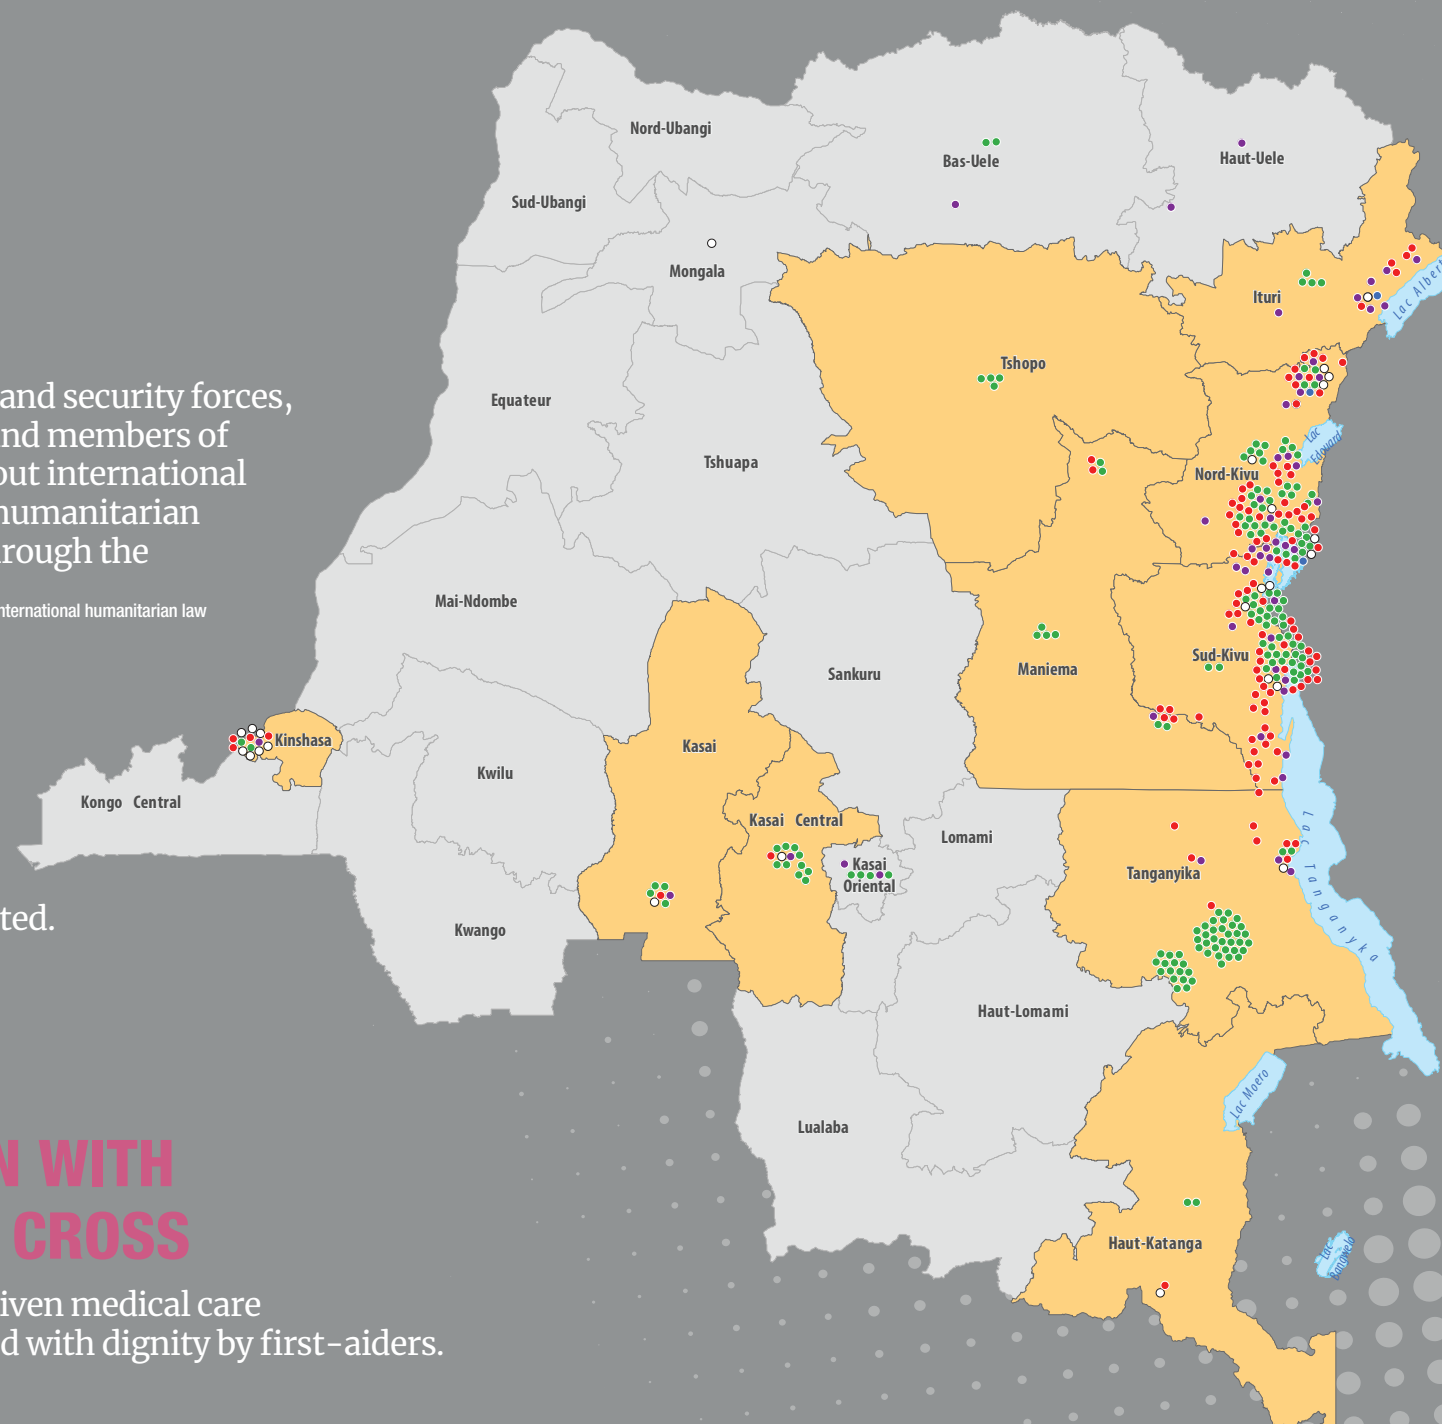 and security forces,
nd members of
out international
humanitarian
rough the
nternational humanitarian law
ted.
N WITH
CROSS
iven medical care
d with dignity by first-aiders.
Nord-Ubangi
Sud-Ubangi
Bas-Uele
Haut-Uele
Mongala
Ituri
Lac Albert
Tshopo
Equateur
Tshuapa
Lac
Edouard
Nord-Kivu
Mai-Ndombe
Sankuru
Maniema
Sud-Kivu
Kinshasa
Kasai
Kongo Central
Kwilu
Kasai Central
Lomami
Kasai
Oriental
Tanganyika
Lac Tanganyka
Kwango
Haut-Lomami
Lac Moero
Lualaba
Haut-Katanga
Lac
Bangwelo